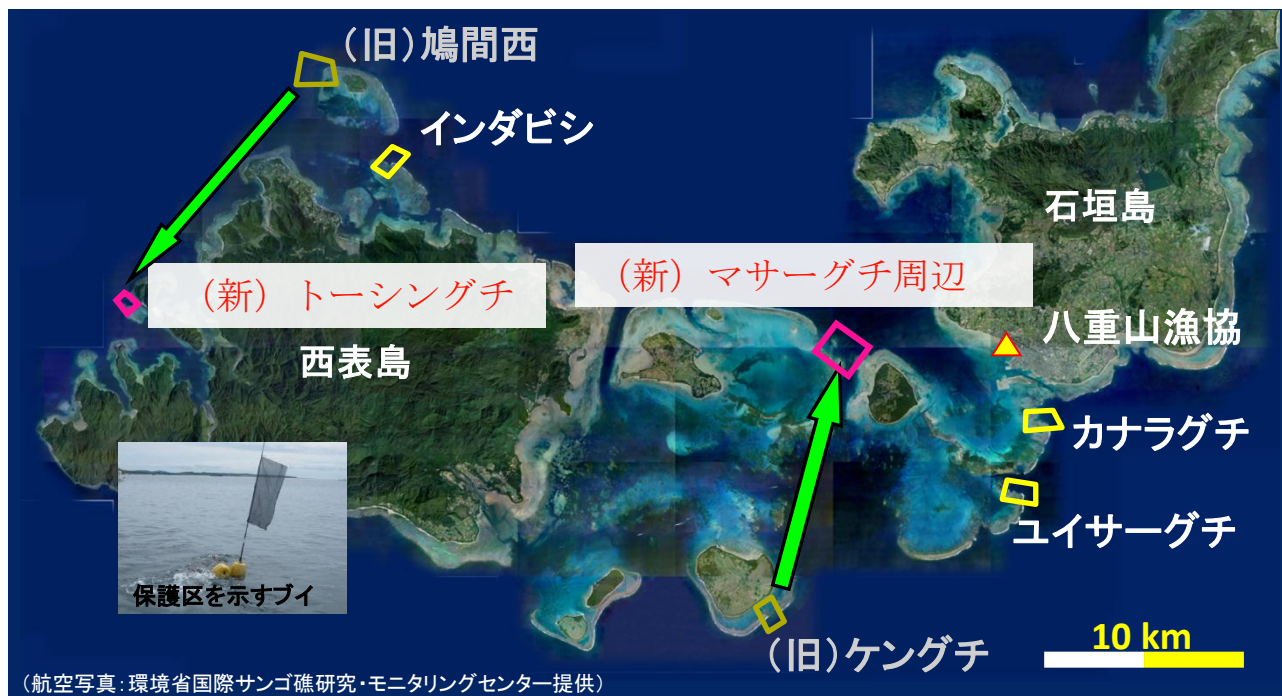 （旧）鳩間西
インダビシ
石垣島
（新）トーシングチ
（新）マサーグチ周辺
八重山漁協
西表島
カナラグチ
ユイサーグチ
保護区を示すブイ
（旧）ケングチ
10 km
（航空写真：環境省国際サンゴ礁研究・モニタリングセンター提供）